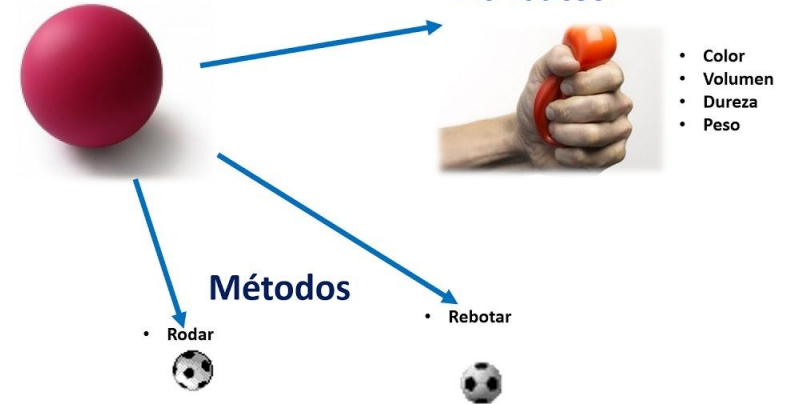 • Color
• Volumen
• Dureza
• Peso
Métodos
• Rodar
• Rebotar